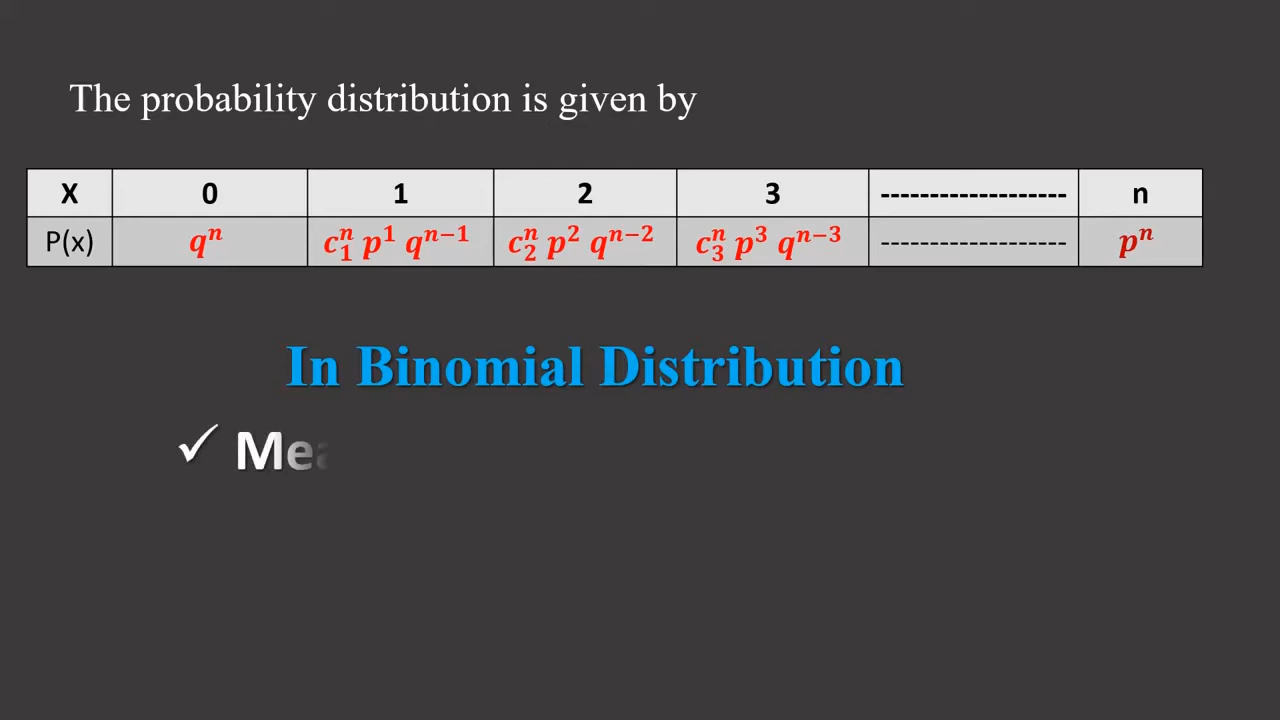 The probability distribution is given by
X 0 1 2 3 ------------------- n
P(x) qⁿ c₁ⁿ p¹ qⁿ⁻¹ c₂ⁿ p² qⁿ⁻² c₃ⁿ p³ qⁿ⁻³ ------------------- pⁿ
In Binomial Distribution
✓ Mea